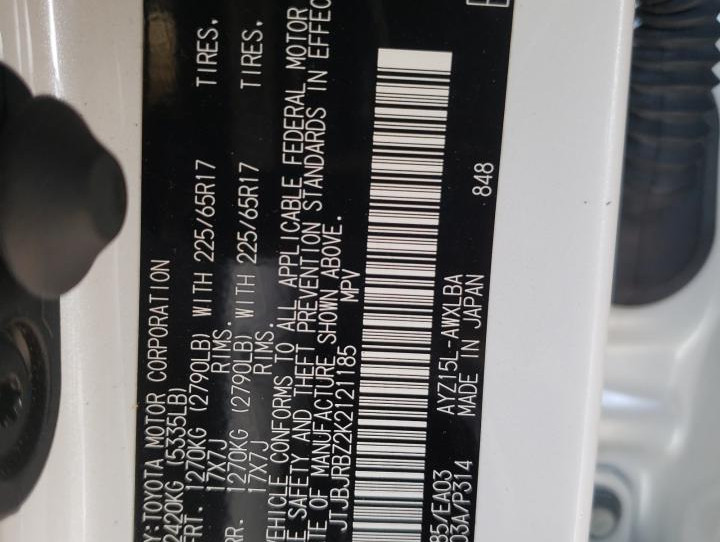 Y:TOYOTA MOTOR CORPORATION
2420KG (5335LB)
FRT. 1270KG (2790LB) WITH 225/65R17 TIRES.
17X7J RIMS.
RR. 1270KG (2790LB) WITH 225/65R17 TIRES.
17X7J RIMS.
EHICLE CONFORMS TO ALL APPLICABLE FEDERAL MOTOR
E SAFETY AND THEFT PREVENTION STANDARDS IN EFFEC
TE OF MANUFACTURE SHOWN ABOVE.
JTJBJRBZ2K2121185 MPV
85/EA03 AYZ15L-AWXLBA 848
03A/P314 MADE IN JAPAN